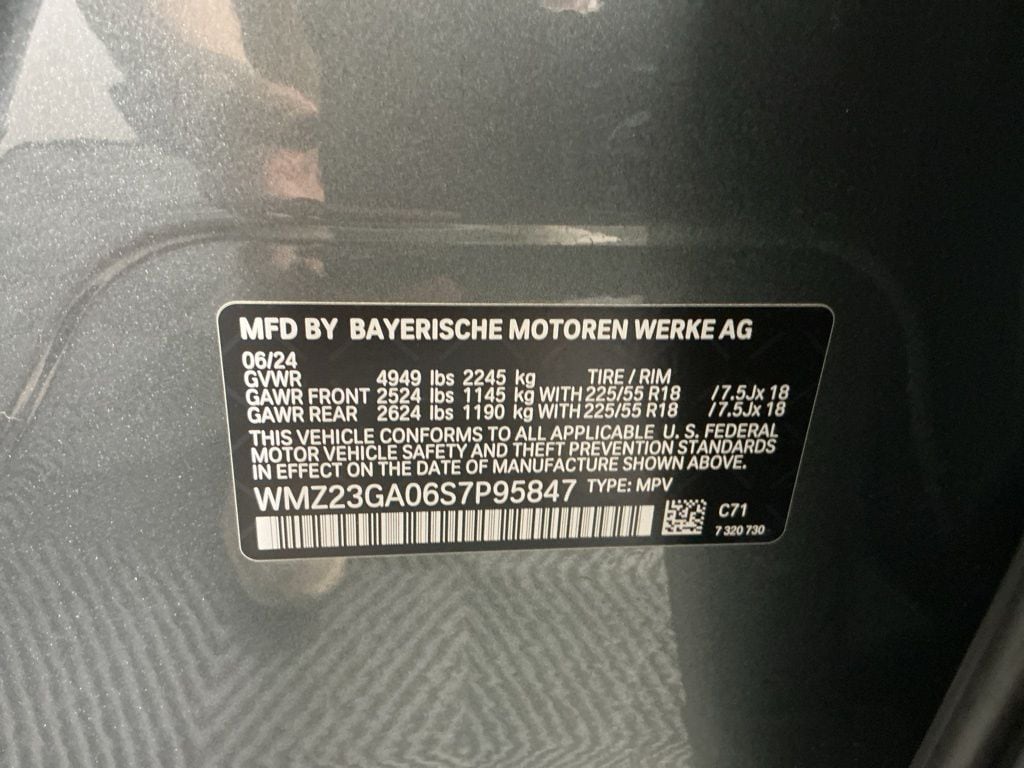 MFD BY BAYERISCHE MOTOREN WERKE AG
06/24
GVWR 4949 lbs 2245 kg TIRE / RIM
GAWR FRONT 2524 lbs 1145 kg WITH 225/55 R18 /7.5Jx 18
GAWR REAR 2624 lbs 1190 kg WITH 225/55 R18 /7.5Jx 18
THIS VEHICLE CONFORMS TO ALL APPLICABLE U. S. FEDERAL
MOTOR VEHICLE SAFETY AND THEFT PREVENTION STANDARDS
IN EFFECT ON THE DATE OF MANUFACTURE SHOWN ABOVE.
WMZ23GA06S7P95847 TYPE: MPV
C71
7 320 730